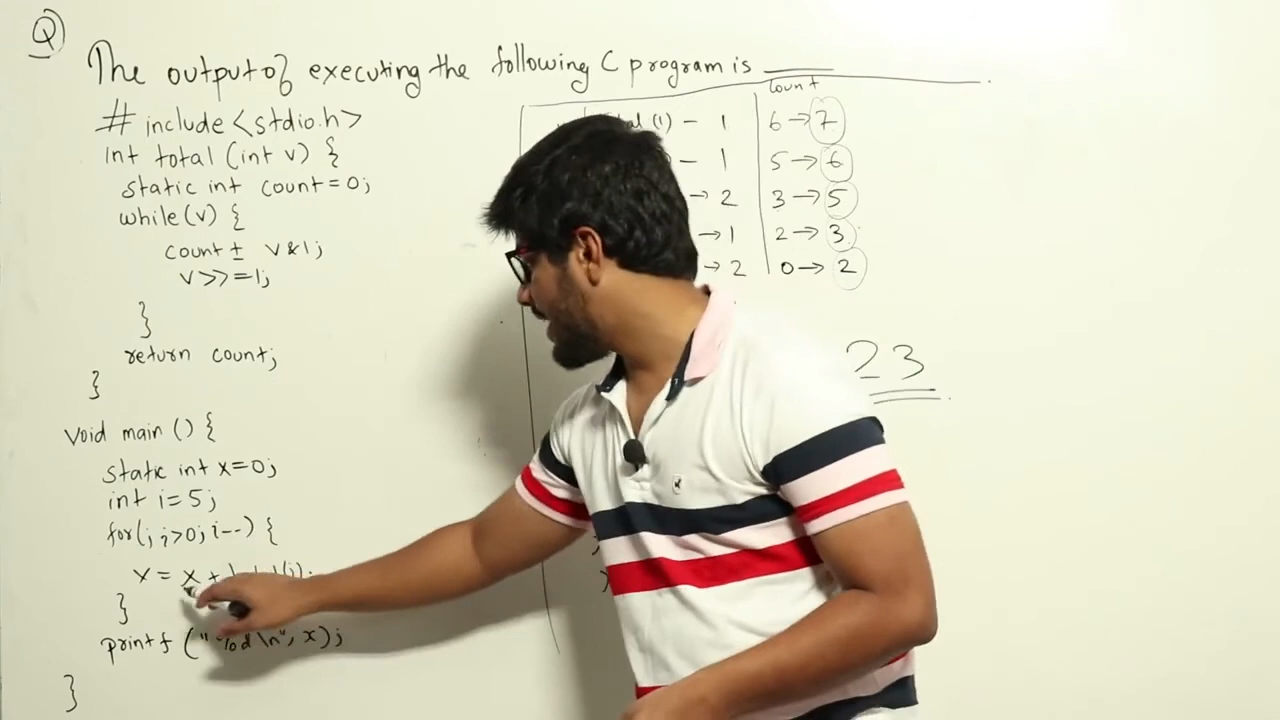 Q)
The output of executing the following C program is ______.
# include <stdio.h>
int total (int v) {
static int count=0;
while(v) {
count ± v&1;
v>>=1;
}
return count;
}
Void main () {
static int x=0;
int i=5;
for(; i>0; i--) {
x = x + (i);
}
printf ("%d \n", x);
}
Count
(1) - 1 6→7
- 1 5→6
→ 2 3→5
→1 2→3
→2 0→2
23